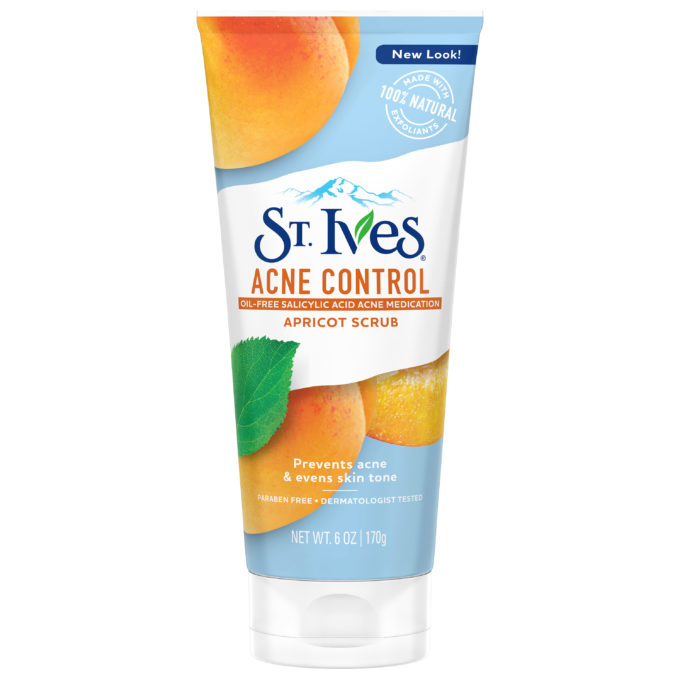 New Look!
MADE WITH
100% NATURAL
EXFOLIANTS
ST. Ives®
ACNE CONTROL
OIL-FREE SALICYLIC ACID ACNE MEDICATION
APRICOT SCRUB
Prevents acne
& evens skin tone
PARABEN FREE • DERMATOLOGIST TESTED
NET WT. 6 OZ | 170g